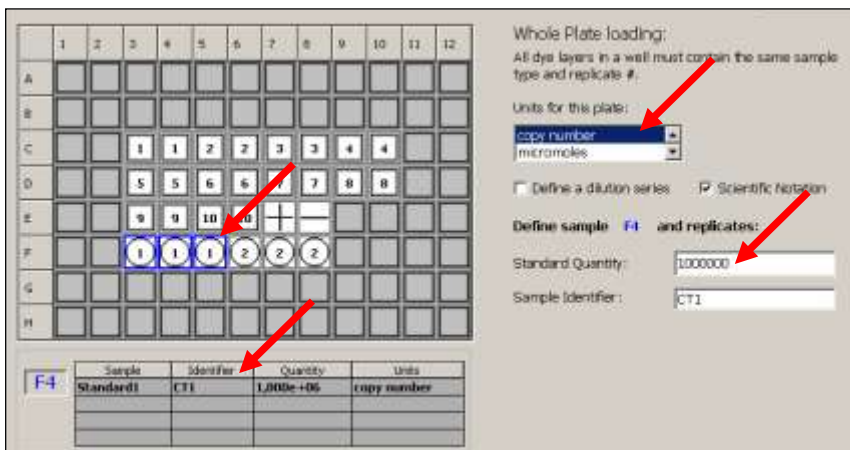 1 2 3 4 5 6 7 8 9 10 11 12
A
B
C 1 1 2 2 3 3 4 4
D 5 5 6 6 7 7 8 8
E 9 9 10 10 + −
F 1 1 1 2 2 2
G
H
F4
Sample Identifier Quantity Units
Standard1 CT1 1,000e+06 copy number
Whole Plate loading:
All dye layers in a well must contain the same sample
type and replicate #.
Units for this plate:
copy number
micromoles
Define a dilution series Scientific Notation
Define sample F4 and replicates:
Standard Quantity: 1000000
Sample Identifier: CT1